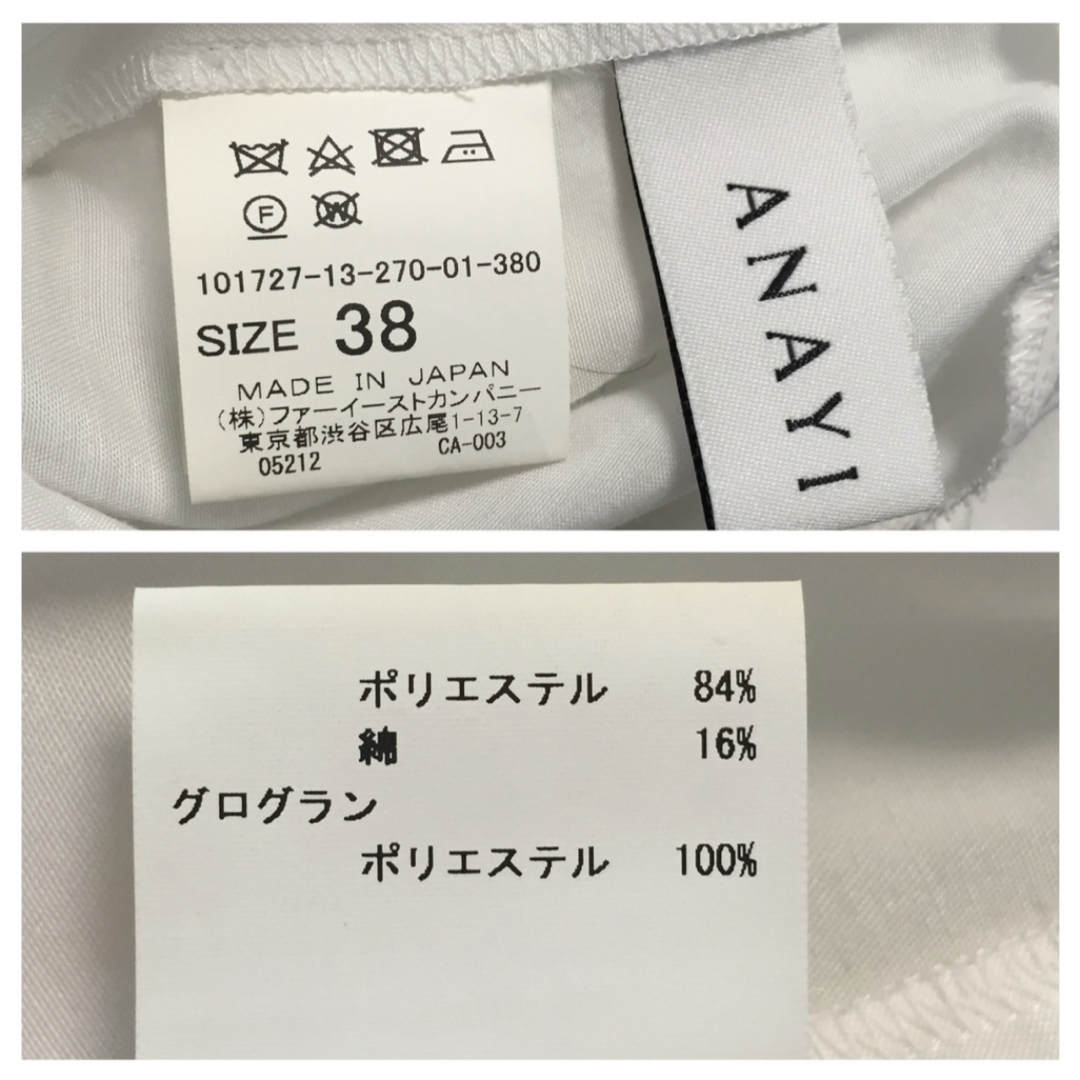 F
W
101727-13-270-01-380
SIZE 38
MADE IN JAPAN
(株)ファーイーストカンパニー
東京都渋谷区広尾1-13-7
05212 CA-003
ANAYI
ポリエステル 84%
綿 16%
グログラン
ポリエステル 100%